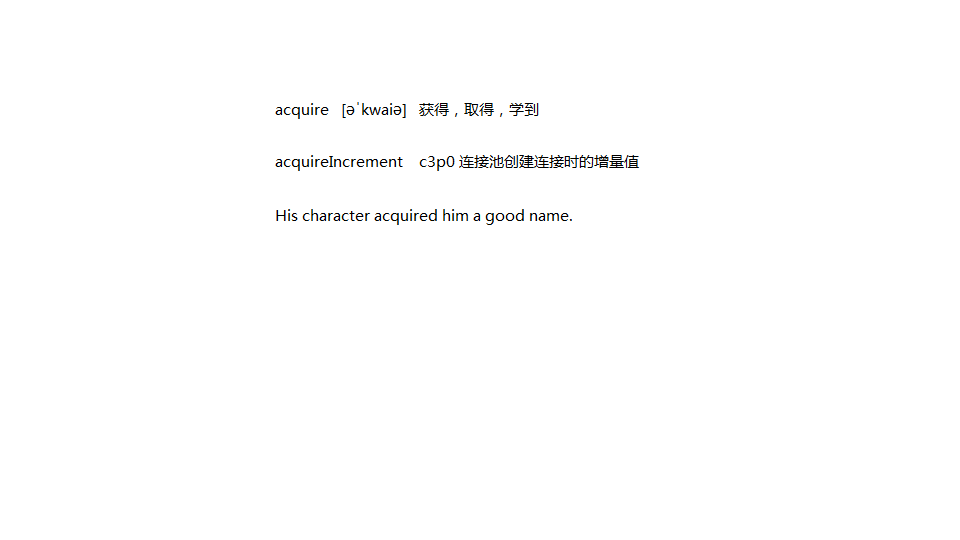 acquire [əˈkwaiə] 获得，取得，学到
acquireIncrement c3p0 连接池创建连接时的增量值
His character acquired him a good name.